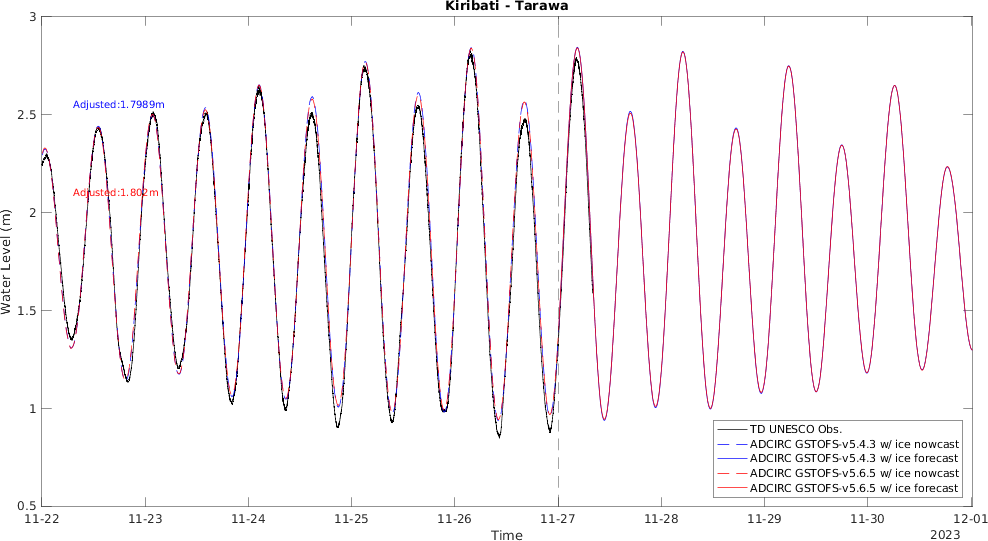 Kiribati - Tarawa
3
2.5
2
1.5
1
0.5
Water Level (m)
Adjusted:1.7989m
Adjusted:1.802m
TD UNESCO Obs.
ADCIRC GSTOFS-v5.4.3 w/ ice nowcast
ADCIRC GSTOFS-v5.4.3 w/ ice forecast
ADCIRC GSTOFS-v5.6.5 w/ ice nowcast
ADCIRC GSTOFS-v5.6.5 w/ ice forecast
11-22 11-23 11-24 11-25 11-26 11-27 11-28 11-29 11-30 12-01
Time
2023